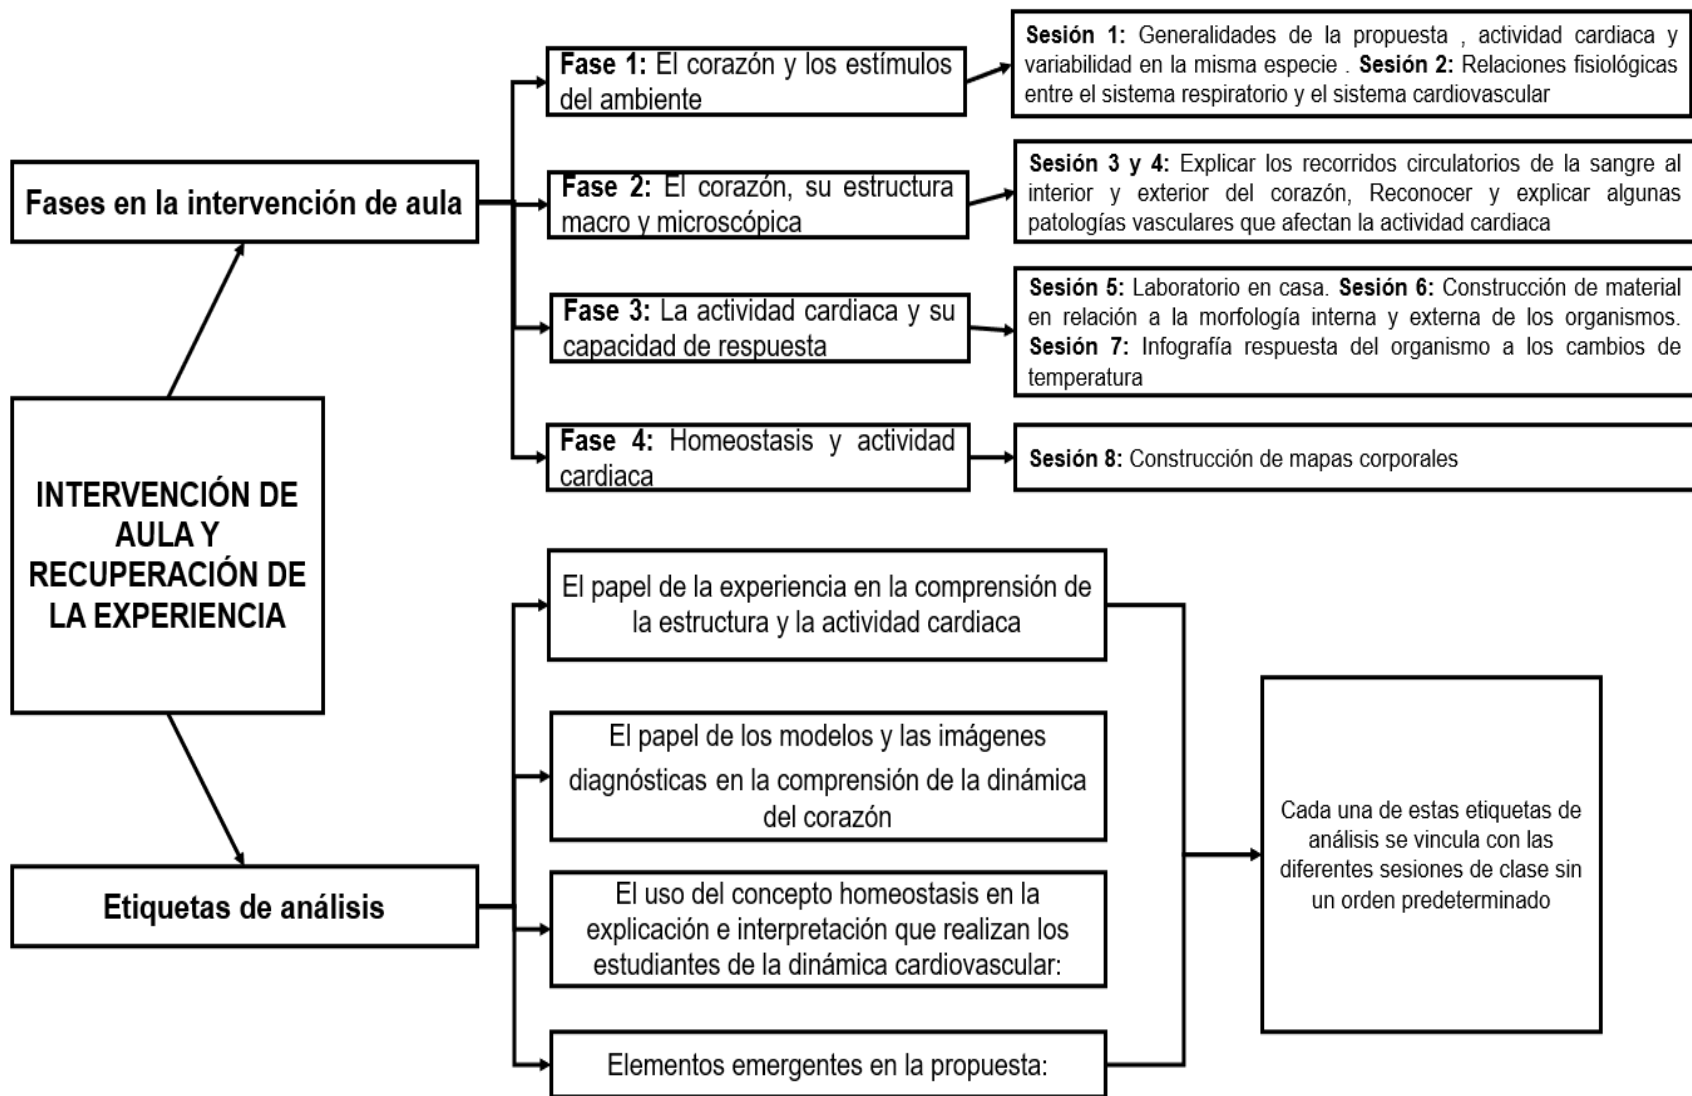 Fase 1: El corazón y los estímulos
del ambiente
Sesión 1: Generalidades de la propuesta , actividad cardiaca y
variabilidad en la misma especie . Sesión 2: Relaciones fisiológicas
entre el sistema respiratorio y el sistema cardiovascular
Fases en la intervención de aula
Fase 2: El corazón, su estructura
macro y microscópica
Sesión 3 y 4: Explicar los recorridos circulatorios de la sangre al
interior y exterior del corazón, Reconocer y explicar algunas
patologías vasculares que afectan la actividad cardiaca
Fase 3: La actividad cardiaca y su
capacidad de respuesta
Sesión 5: Laboratorio en casa. Sesión 6: Construcción de material
en relación a la morfología interna y externa de los organismos.
Sesión 7: Infografía respuesta del organismo a los cambios de
temperatura
Fase 4: Homeostasis y actividad
cardiaca
Sesión 8: Construcción de mapas corporales
INTERVENCIÓN DE
AULA Y
RECUPERACIÓN DE
LA EXPERIENCIA
El papel de la experiencia en la comprensión de
la estructura y la actividad cardiaca
El papel de los modelos y las imágenes
diagnósticas en la comprensión de la dinámica
del corazón
Etiquetas de análisis
El uso del concepto homeostasis en la
explicación e interpretación que realizan los
estudiantes de la dinámica cardiovascular:
Elementos emergentes en la propuesta:
Cada una de estas etiquetas de
análisis se vincula con las
diferentes sesiones de clase sin
un orden predeterminado